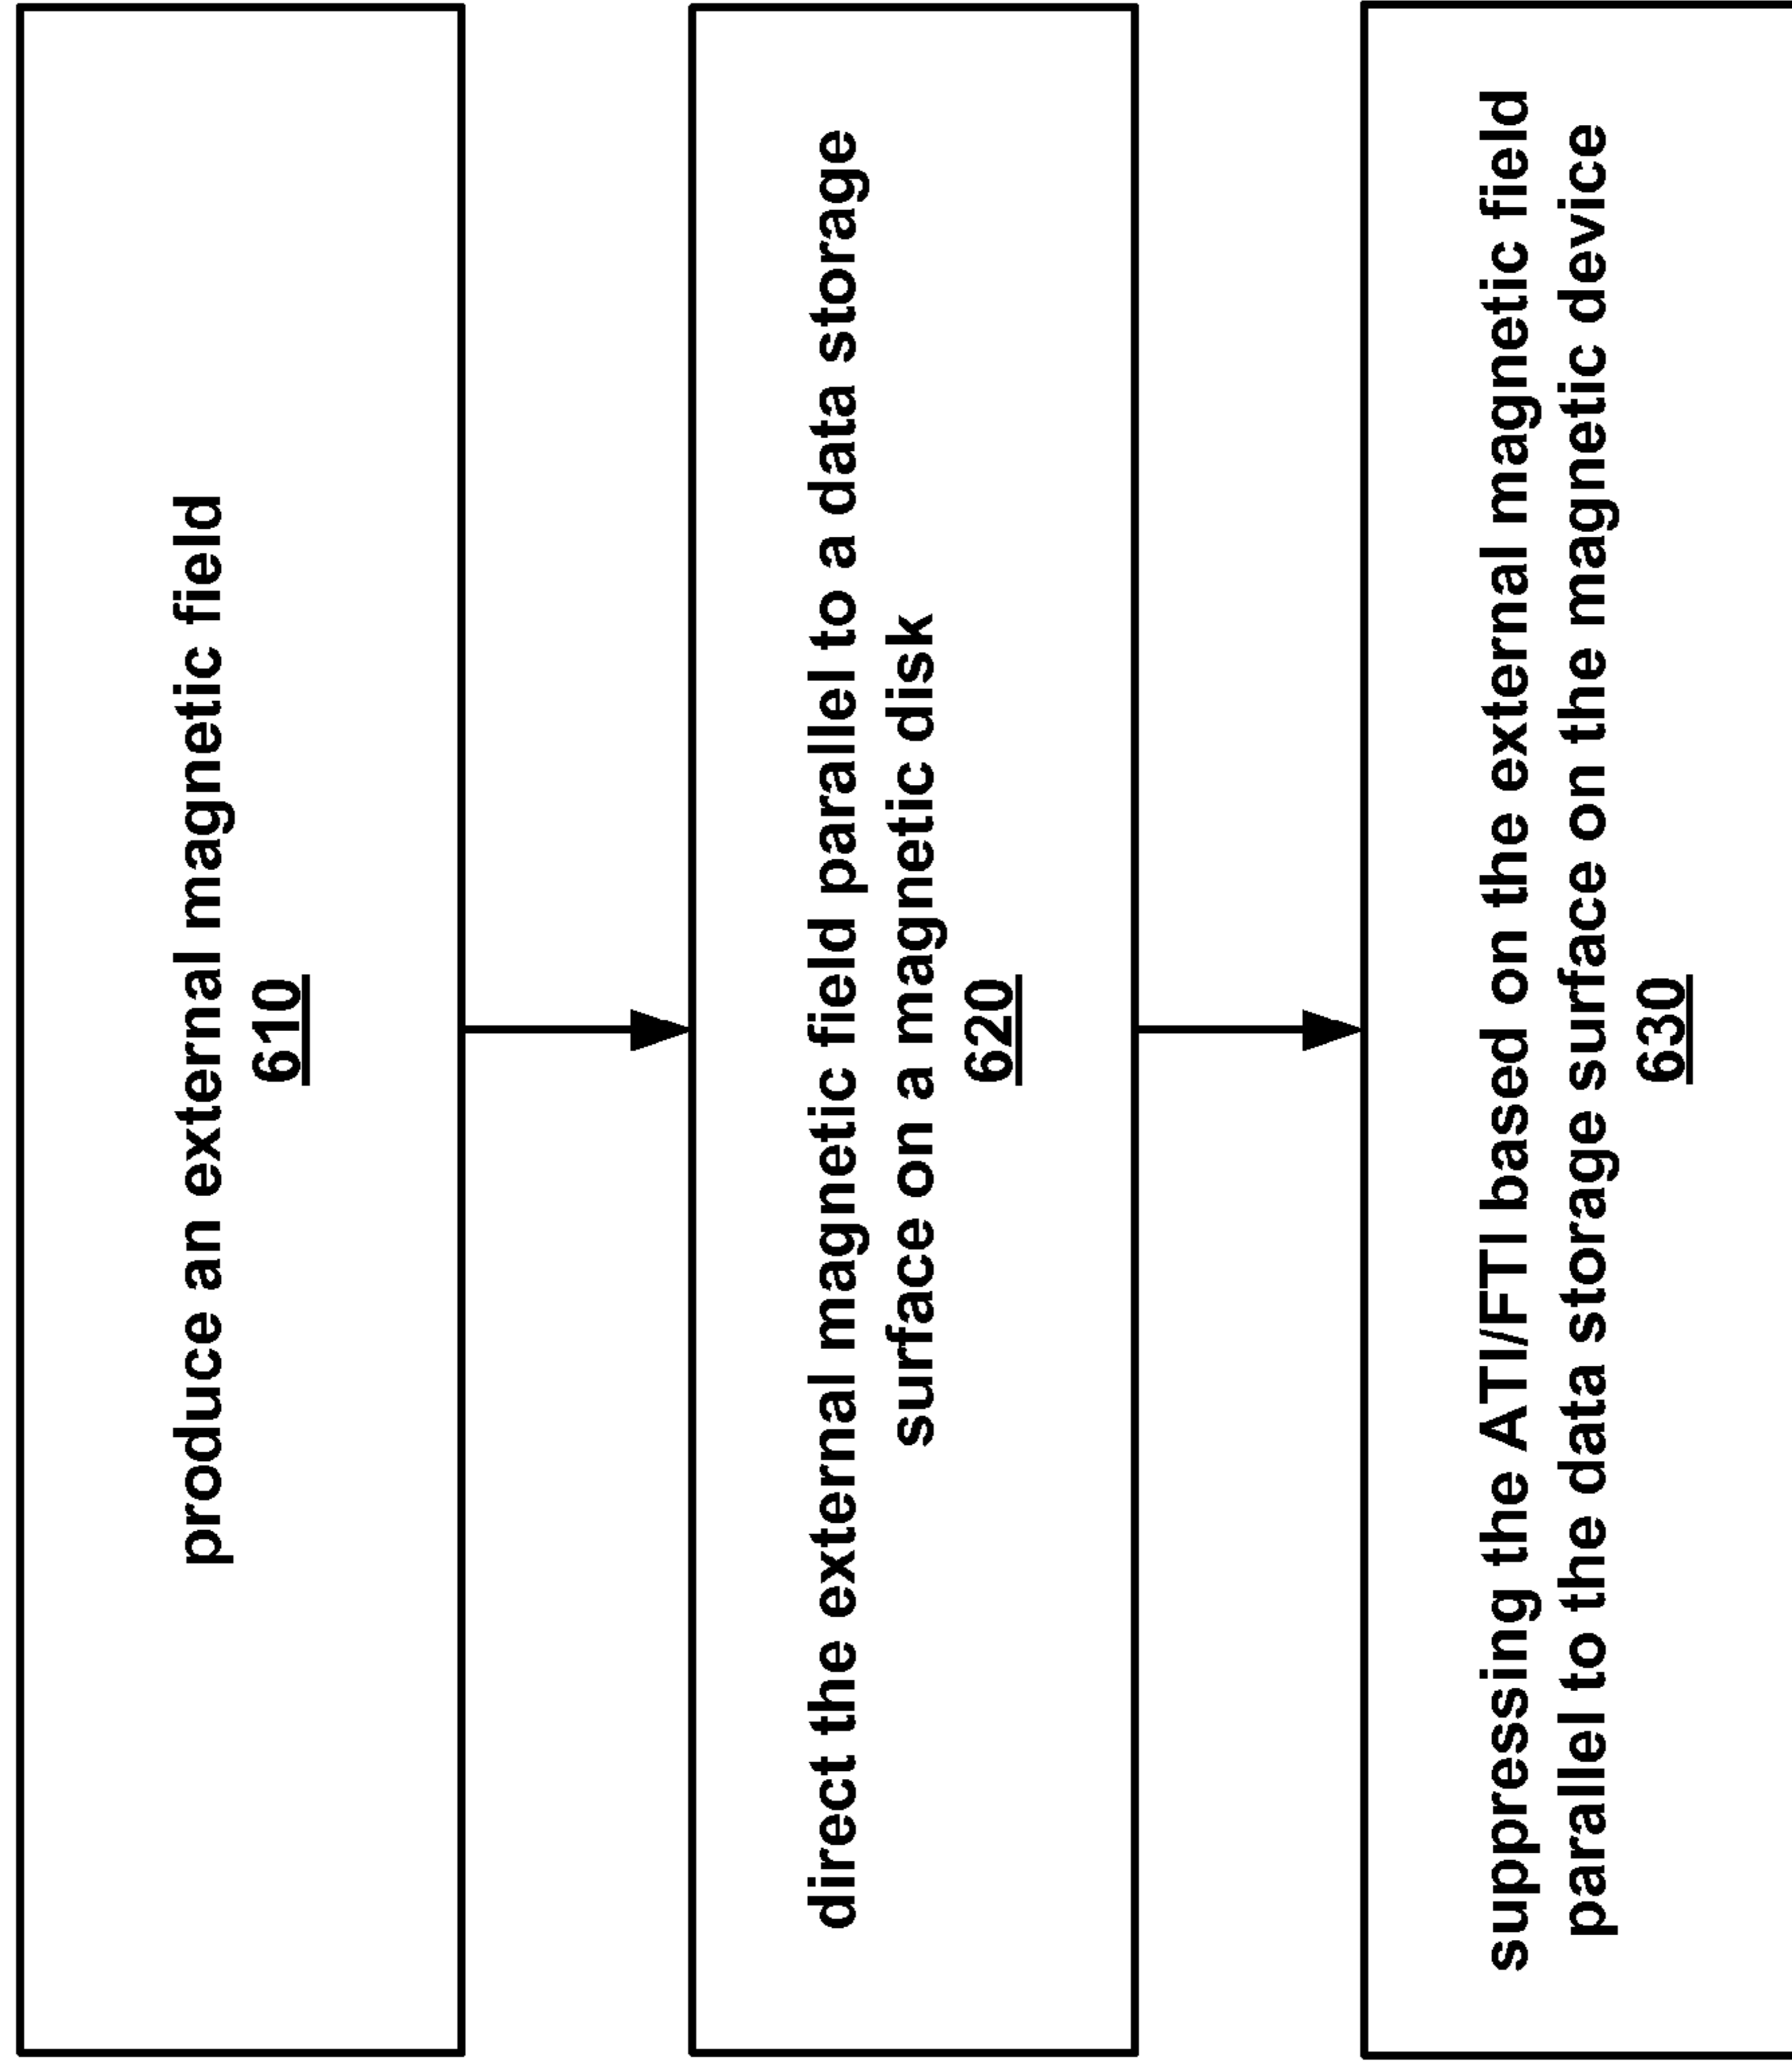 produce an external magnetic field
610
direct the external magnetic field parallel to a data storage
surface on a magnetic disk
620
suppressing the ATI/FTI based on the external magnetic field
parallel to the data storage surface on the magnetic device
630